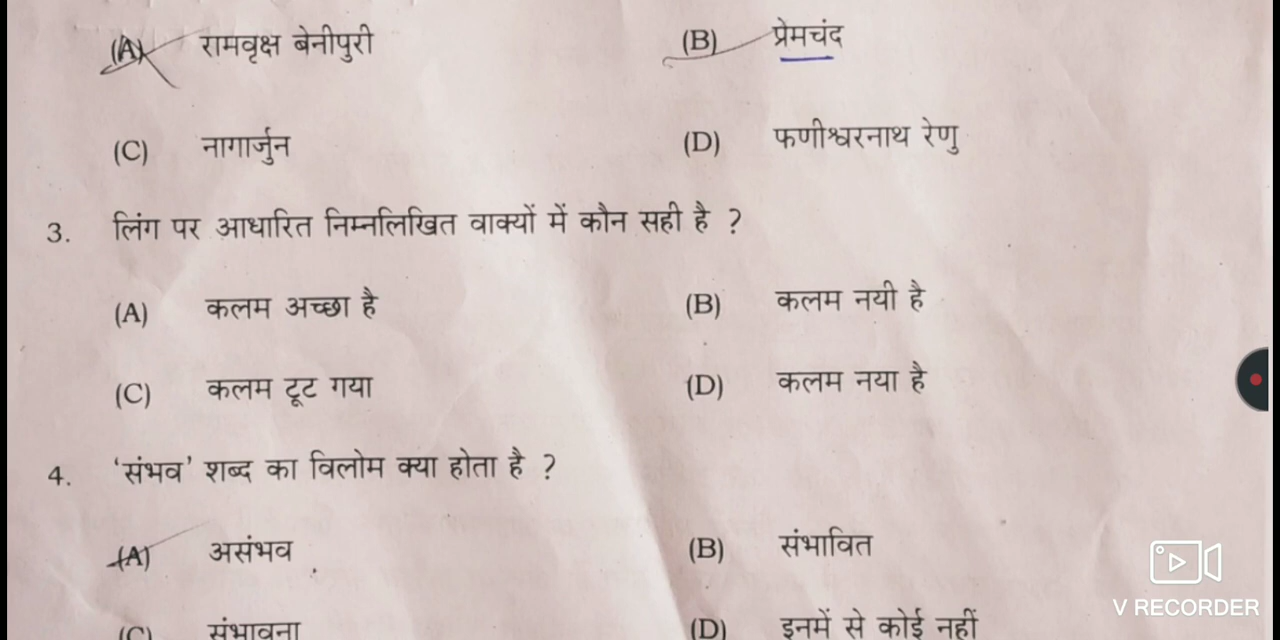 (A) रामवृक्ष बेनीपुरी (B) प्रेमचंद
(C) नागार्जुन (D) फणीश्वरनाथ रेणु
3. लिंग पर आधारित निम्नलिखित वाक्यों में कौन सही है ?
(A) कलम अच्छा है (B) कलम नयी है
(C) कलम टूट गया (D) कलम नया है
4. 'संभव' शब्द का विलोम क्या होता है ?
(A) असंभव (B) संभावित
(C) संभावना (D) इनमें से कोई नहीं
V RECORDER